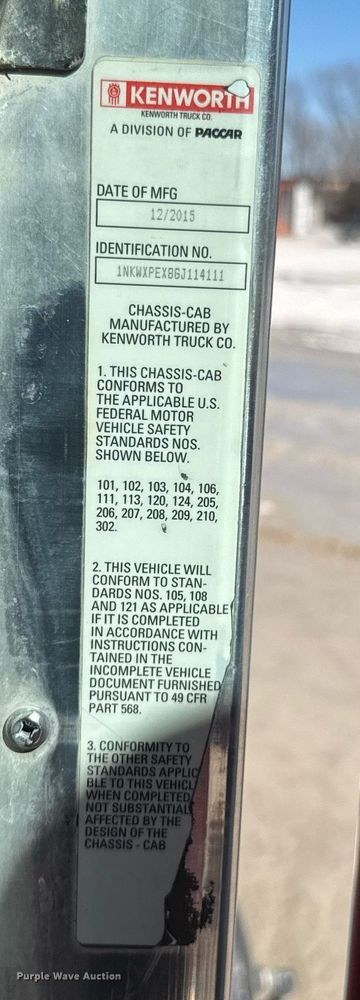 KENWORTH
KENWORTH TRUCK CO.
A DIVISION OF PACCAR
DATE OF MFG
12/2015
IDENTIFICATION NO.
1NKWXPEX8GJ114111
CHASSIS-CAB
MANUFACTURED BY
KENWORTH TRUCK CO.
1. THIS CHASSIS-CAB
CONFORMS TO
THE APPLICABLE U.S.
FEDERAL MOTOR
VEHICLE SAFETY
STANDARDS NOS.
SHOWN BELOW.
101, 102, 103, 104, 106,
111, 113, 120, 124, 205,
206, 207, 208, 209, 210,
302.
2. THIS VEHICLE WILL
CONFORM TO STAN-
DARDS NOS. 105, 108
AND 121 AS APPLICABLE
IF IT IS COMPLETED
IN ACCORDANCE WITH
INSTRUCTIONS CON-
TAINED IN THE
INCOMPLETE VEHICLE
DOCUMENT FURNISHED
PURSUANT TO 49 CFR
PART 568.
3. CONFORMITY TO
THE OTHER SAFETY
STANDARDS APPLIC
BLE TO THIS VEHICL
WHEN COMPLETED
NOT SUBSTANTIAL
AFFECTED BY THE
DESIGN OF THE
CHASSIS - CAB
Purple Wave Auction